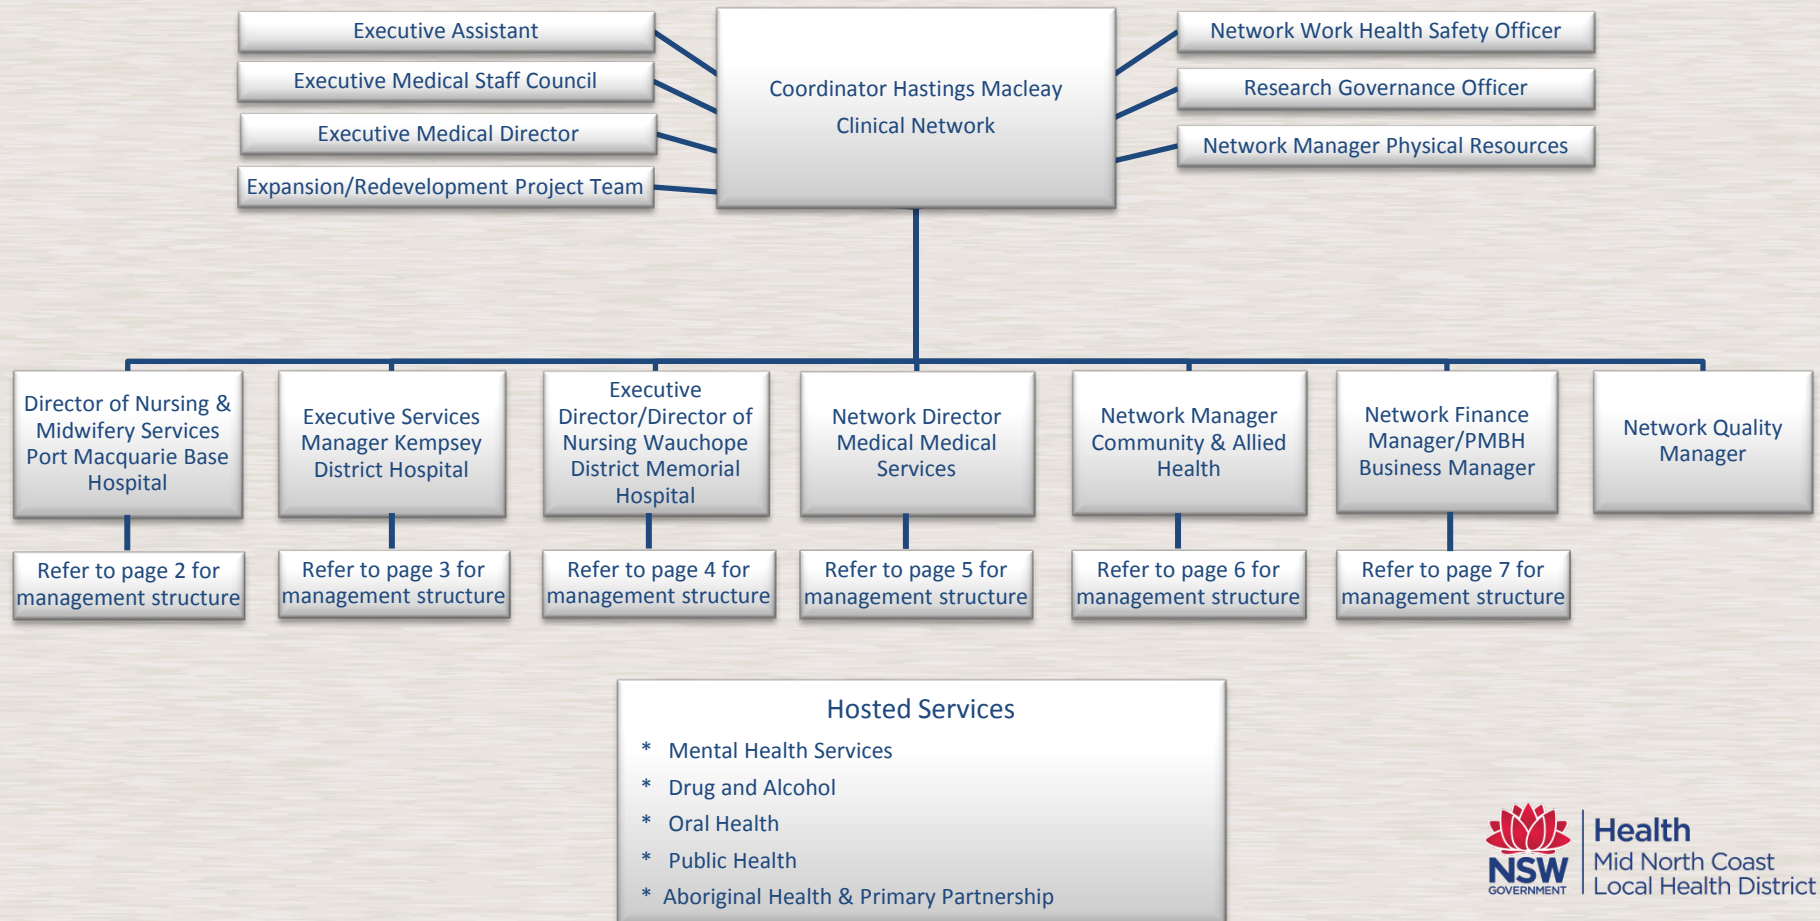 Executive Assistant
Executive Medical Staff Council
Executive Medical Director
Expansion/Redevelopment Project Team
Coordinator Hastings Macleay
Clinical Network
Network Work Health Safety Officer
Research Governance Officer
Network Manager Physical Resources
Director of Nursing &
Midwifery Services
Port Macquarie Base
Hospital
Executive Services
Manager Kempsey
District Hospital
Executive
Director/Director of
Nursing Wauchope
District Memorial
Hospital
Network Director
Medical Medical
Services
Network Manager
Community & Allied
Health
Network Finance
Manager/PMBH
Business Manager
Network Quality
Manager
Refer to page 2 for
management structure
Refer to page 3 for
management structure
Refer to page 4 for
management structure
Refer to page 5 for
management structure
Refer to page 6 for
management structure
Refer to page 7 for
management structure
Hosted Services
* Mental Health Services
* Drug and Alcohol
* Oral Health
* Public Health
* Aboriginal Health & Primary Partnership
NSW
GOVERNMENT
Health
Mid North Coast
Local Health District